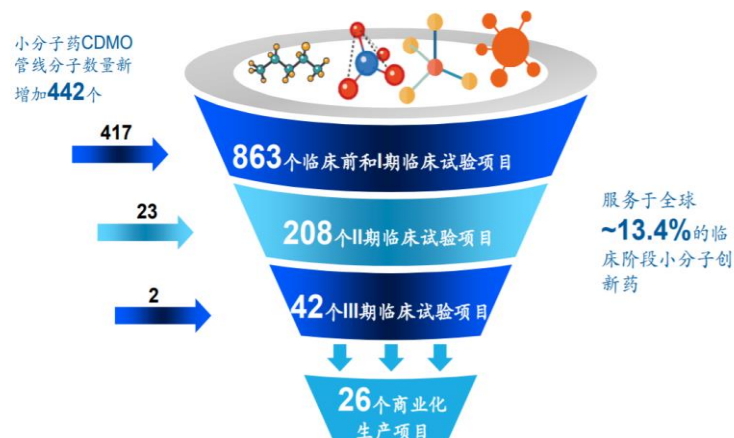 小分子药CDMO
管线分子数量新
增加442个
417
863个临床前和I期临床试验项目
23
208个II期临床试验项目
服务于全球
~13.4%的临
床阶段小分子创
新药
2
42个III期临床试验项目
26个商业化
生产项目